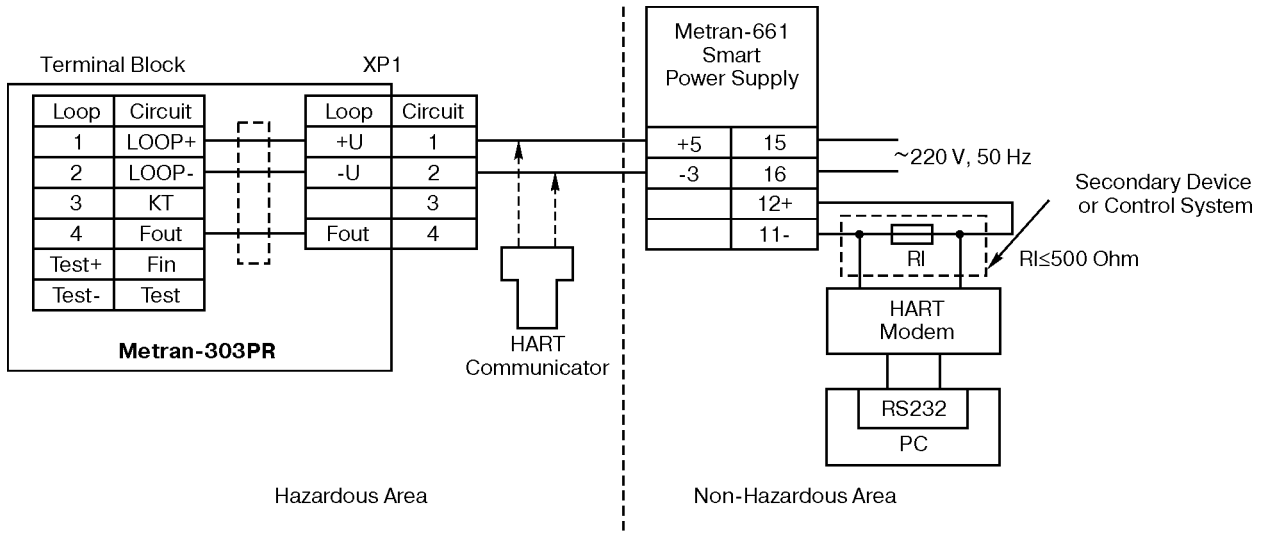 Metran-661
Smart
Power Supply
Terminal Block
XP1
Loop Circuit
1 LOOP+
2 LOOP-
3 KT
4 Fout
Test+ Fin
Test- Test
Metran-303PR
Loop Circuit
+U 1
-U 2
3
Fout 4
HART
Communicator
+5 15
-3 16
12+
11-
~220 V, 50 Hz
Secondary Device
or Control System
RI
RI≤500 Ohm
HART
Modem
RS232
PC
Hazardous Area
Non-Hazardous Area